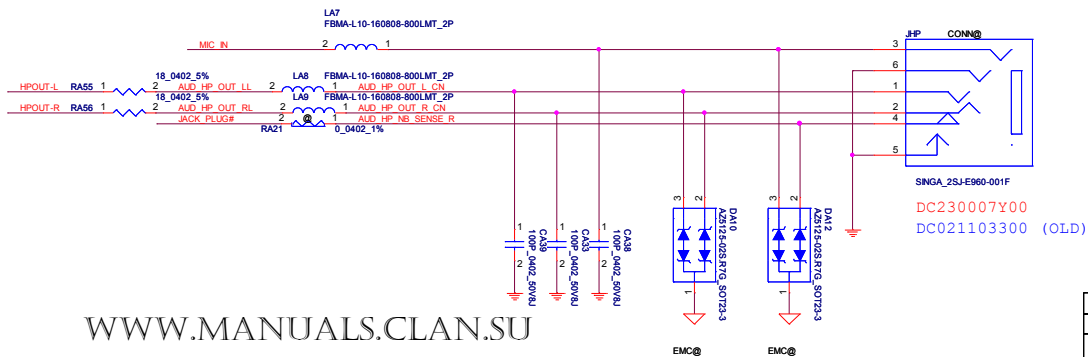 LA7
FBMA-L10-160808-800LMT_2P
MIC_IN 2 1
JHP CONN@
3
6
1
2
4
5
18_0402_5% LA8 FBMA-L10-160808-800LMT_2P
HPOUT-L RA55 1 2 AUD_HP_OUT_LL 2 1 AUD_HP_OUT_L_CN
18_0402_5% LA9 FBMA-L10-160808-800LMT_2P
HPOUT-R RA56 1 2 AUD_HP_OUT_RL 2 1 AUD_HP_OUT_R_CN
JACK_PLUG# 2 @ 1 AUD_HP_NB_SENSE_R
RA21 0_0402_1%
SINGA_2SJ-E960-001F
DC230007Y00
DC021103300 (OLD)
1 2 CA39 100P_0402_50V8J
1 2 CA33 100P_0402_50V8J
1 2 CA38 100P_0402_50V8J
3 2 1 DA10 AZ5125-02S.R7G_SOT23-3
3 2 1 DA12 AZ5125-02S.R7G_SOT23-3
EMC@ EMC@
WWW.MANUALS.CLAN.SU